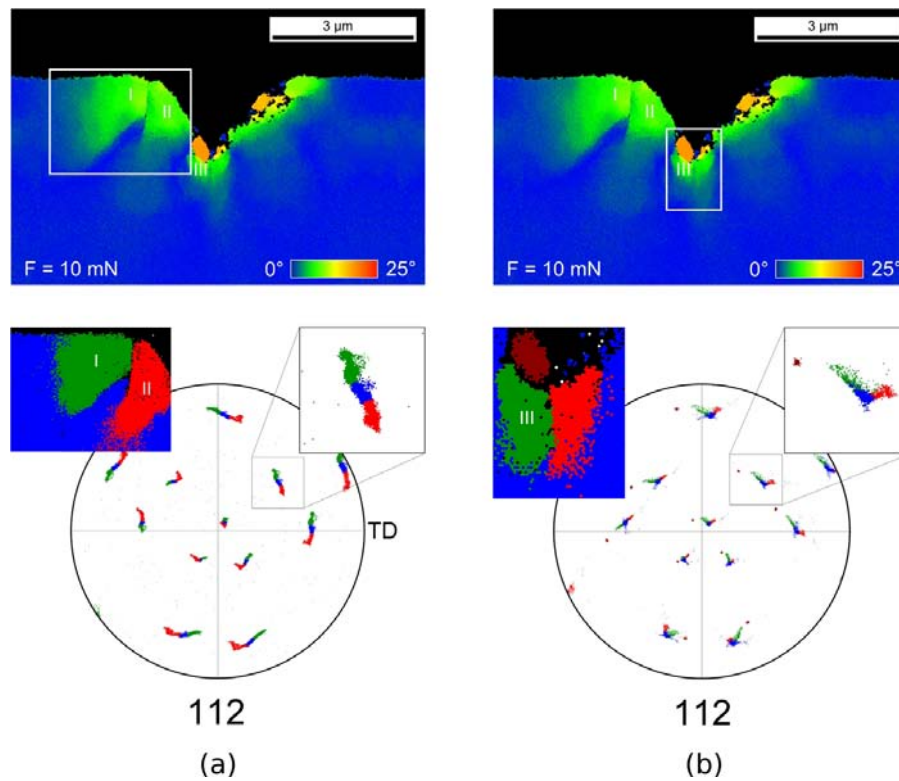 3 µm
I
II
III
F = 10 mN
0°
25°
3 µm
I
II
III
F = 10 mN
0°
25°
I
II
TD
112
(a)
III
112
(b)